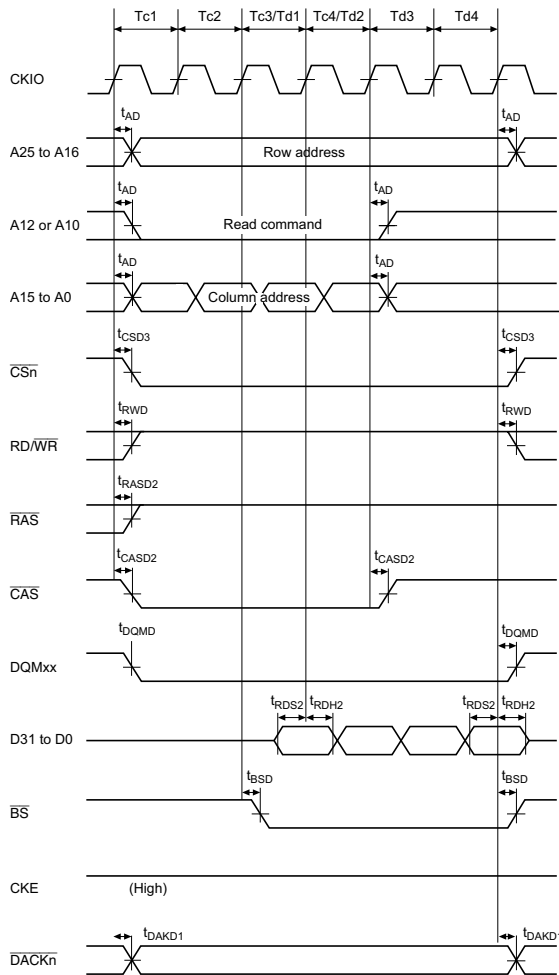 Tc1 Tc2 Tc3/Td1 Tc4/Td2 Td3 Td4
CKIO
tAD tAD
A25 to A16 Row address
tAD tAD
A12 or A10 Read command
tAD tAD
A15 to A0 Column address
tCSD3 tCSD3
CSn
tRWD tRWD
RD/WR
tRASD2
RAS
tCASD2 tCASD2
CAS
tDQMD tDQMD
DQMxx
tRDS2 tRDH2 tRDS2 tRDH2
D31 to D0
tBSD tBSD
BS
CKE (High)
tDAKD1 tDAKD1
DACKn